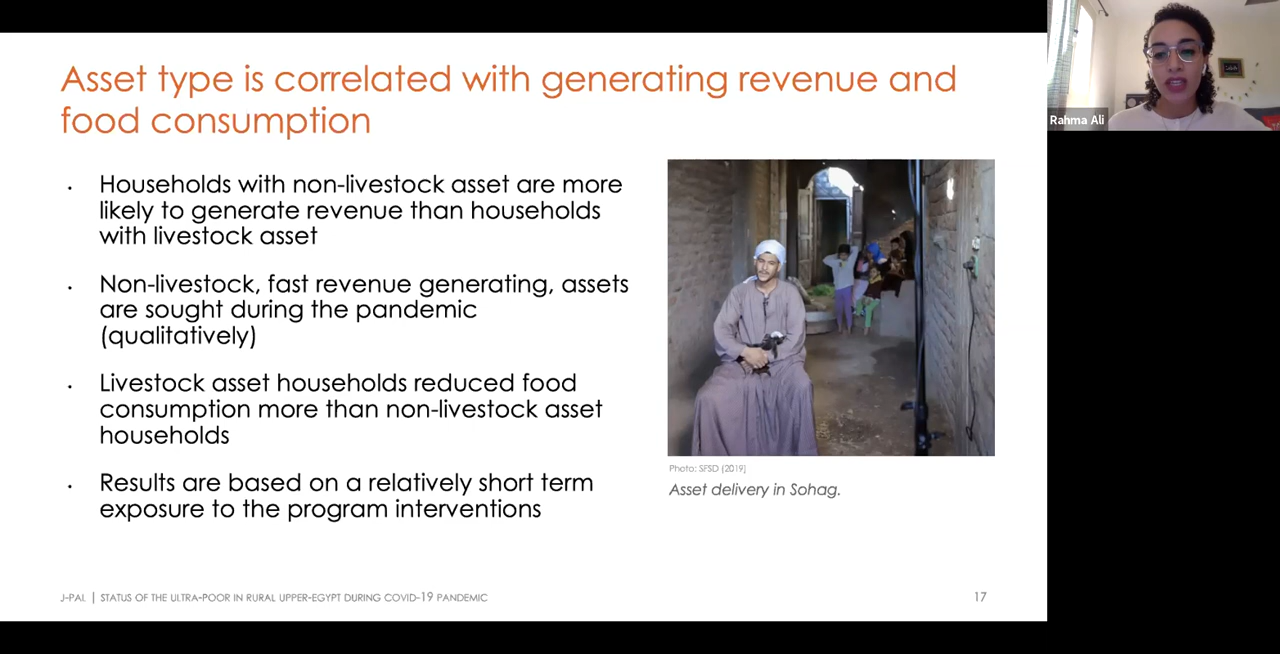 Asset type is correlated with generating revenue and
food consumption
• Households with non-livestock asset are more
likely to generate revenue than households
with livestock asset
• Non-livestock, fast revenue generating, assets
are sought during the pandemic
(qualitatively)
• Livestock asset households reduced food
consumption more than non-livestock asset
households
• Results are based on a relatively short term
exposure to the program interventions
Photo: SFSD (2019)
Asset delivery in Sohag.
J-PAL | STATUS OF THE ULTRA-POOR IN RURAL UPPER-EGYPT DURING COVID-19 PANDEMIC
17
Rahma Ali